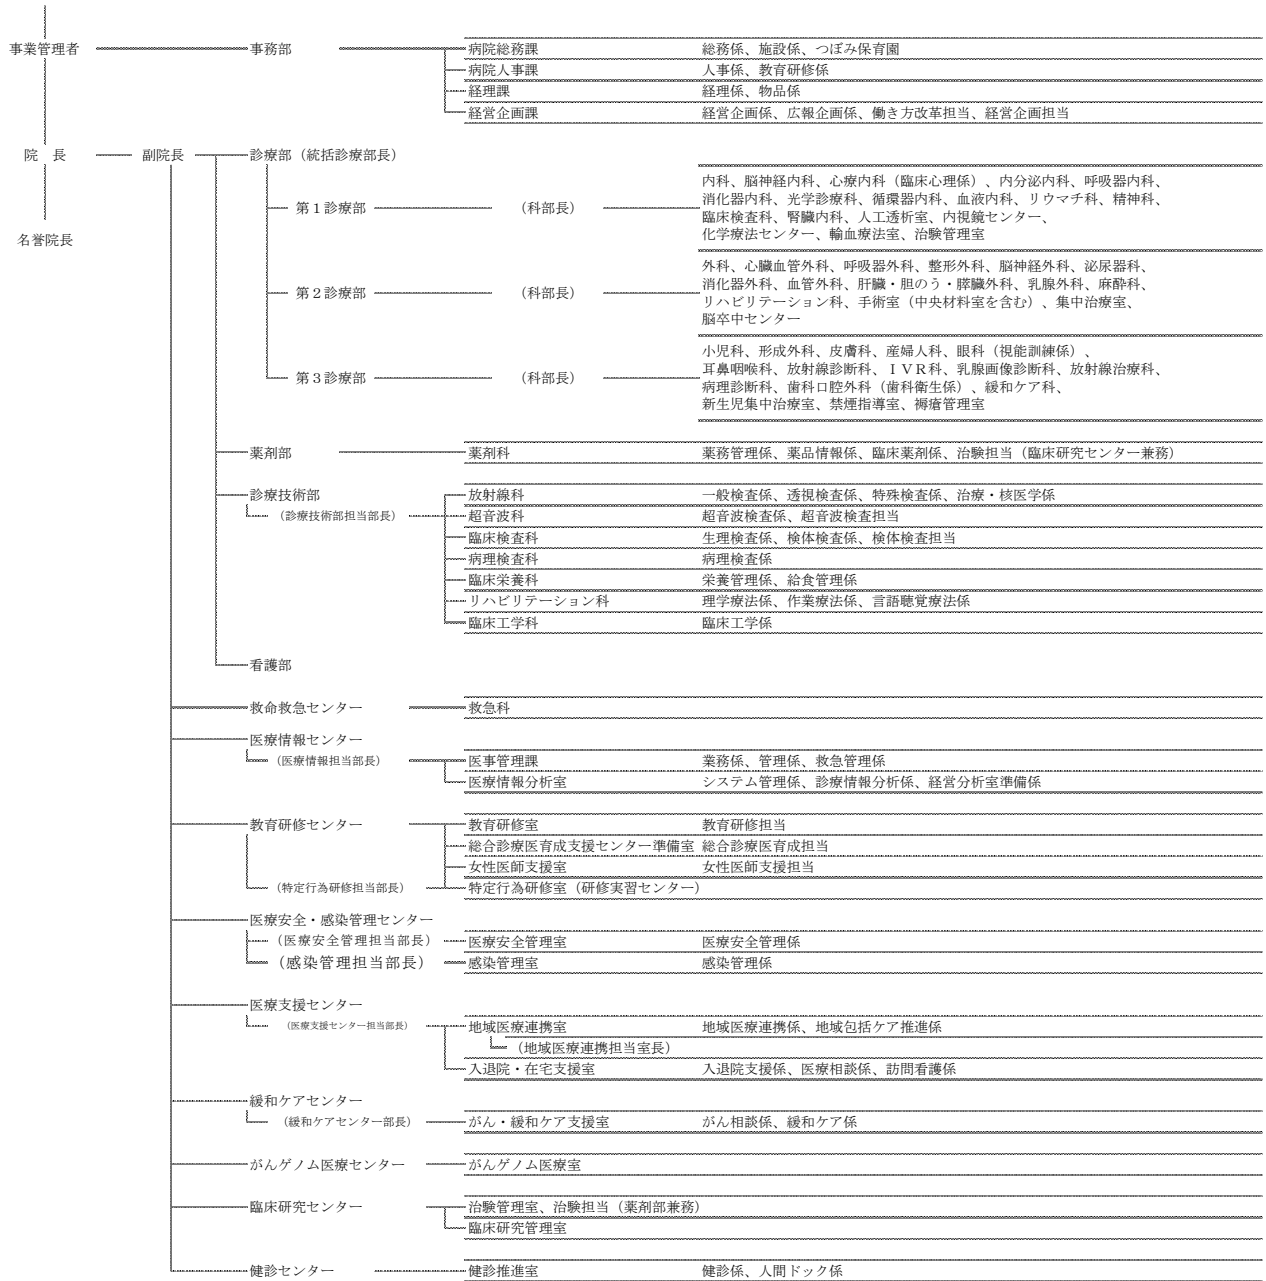 事業管理者 事務部 病院総務課 総務係、施設係、つぼみ保育園
病院人事課 人事係、教育研修係
経理課 経理係、物品係
経営企画課 経営企画係、広報企画係、働き方改革担当、経営企画担当
院　長 副院長 診療部（統括診療部長）
内科、脳神経内科、心療内科（臨床心理係）、内分泌内科、呼吸器内科、
消化器内科、光学診療科、循環器内科、血液内科、リウマチ科、精神科、
第１診療部 （科部長）
臨床検査科、腎臓内科、人工透析室、内視鏡センター、
化学療法センター、輸血療法室、治験管理室
名誉院長
外科、心臓血管外科、呼吸器外科、整形外科、脳神経外科、泌尿器科、
消化器外科、血管外科、肝臓・胆のう・膵臓外科、乳腺外科、麻酔科、
第２診療部 （科部長）
リハビリテーション科、手術室（中央材料室を含む）、集中治療室、
脳卒中センター
小児科、形成外科、皮膚科、産婦人科、眼科（視能訓練係）、
耳鼻咽喉科、放射線診断科、ＩＶＲ科、乳腺画像診断科、放射線治療科、
第３診療部 （科部長）
病理診断科、歯科口腔外科（歯科衛生係）、緩和ケア科、
新生児集中治療室、禁煙指導室、褥瘡管理室
薬剤部 薬剤科 薬務管理係、薬品情報係、臨床薬剤係、治験担当（臨床研究センター兼務）
診療技術部 放射線科 一般検査係、透視検査係、特殊検査係、治療・核医学係
（診療技術部担当部長） 超音波科 超音波検査係、超音波検査担当
臨床検査科 生理検査係、検体検査係、検体検査担当
病理検査科 病理検査係
臨床栄養科 栄養管理係、給食管理係
リハビリテーション科 理学療法係、作業療法係、言語聴覚療法係
臨床工学科 臨床工学係
看護部
救命救急センター 救急科
医療情報センター
（医療情報担当部長） 医事管理課 業務係、管理係、救急管理係
医療情報分析室 システム管理係、診療情報分析係、経営分析室準備係
教育研修センター 教育研修室 教育研修担当
総合診療医育成支援センター準備室 総合診療医育成担当
女性医師支援室 女性医師支援担当
（特定行為研修担当部長） 特定行為研修室（研修実習センター）
医療安全・感染管理センター
（医療安全管理担当部長） 医療安全管理室 医療安全管理係
（感染管理担当部長） 感染管理室 感染管理係
医療支援センター
（医療支援センター担当部長） 地域医療連携室 地域医療連携係、地域包括ケア推進係
（地域医療連携担当室長）
入退院・在宅支援室 入退院支援係、医療相談係、訪問看護係
緩和ケアセンター
（緩和ケアセンター部長） がん・緩和ケア支援室 がん相談係、緩和ケア係
がんゲノム医療センター がんゲノム医療室
臨床研究センター 治験管理室、治験担当（薬剤部兼務）
臨床研究管理室
健診センター 健診推進室 健診係、人間ドック係